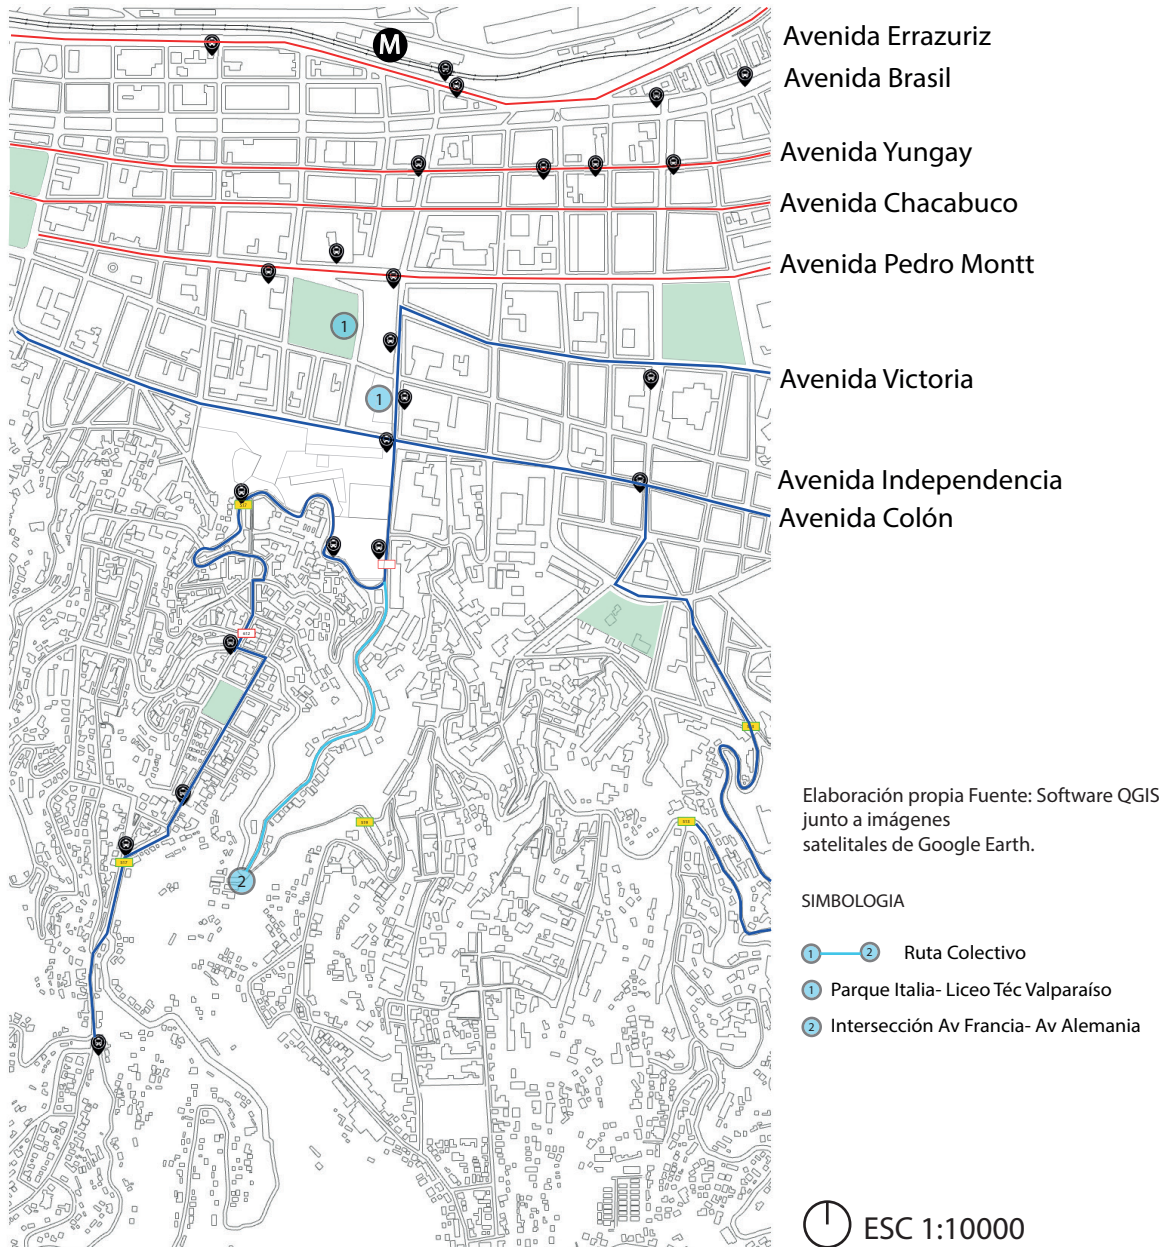 M
Avenida Errazuriz
Avenida Brasil
Avenida Yungay
Avenida Chacabuco
Avenida Pedro Montt
1
Avenida Victoria
1
Avenida Independencia
Avenida Colón
612
2
Elaboración propia Fuente: Software QGIS
junto a imágenes
satelitales de Google Earth.
SIMBOLOGIA
1 2 Ruta Colectivo
1 Parque Italia- Liceo Téc Valparaíso
2 Intersección Av Francia- Av Alemania
ESC 1:10000